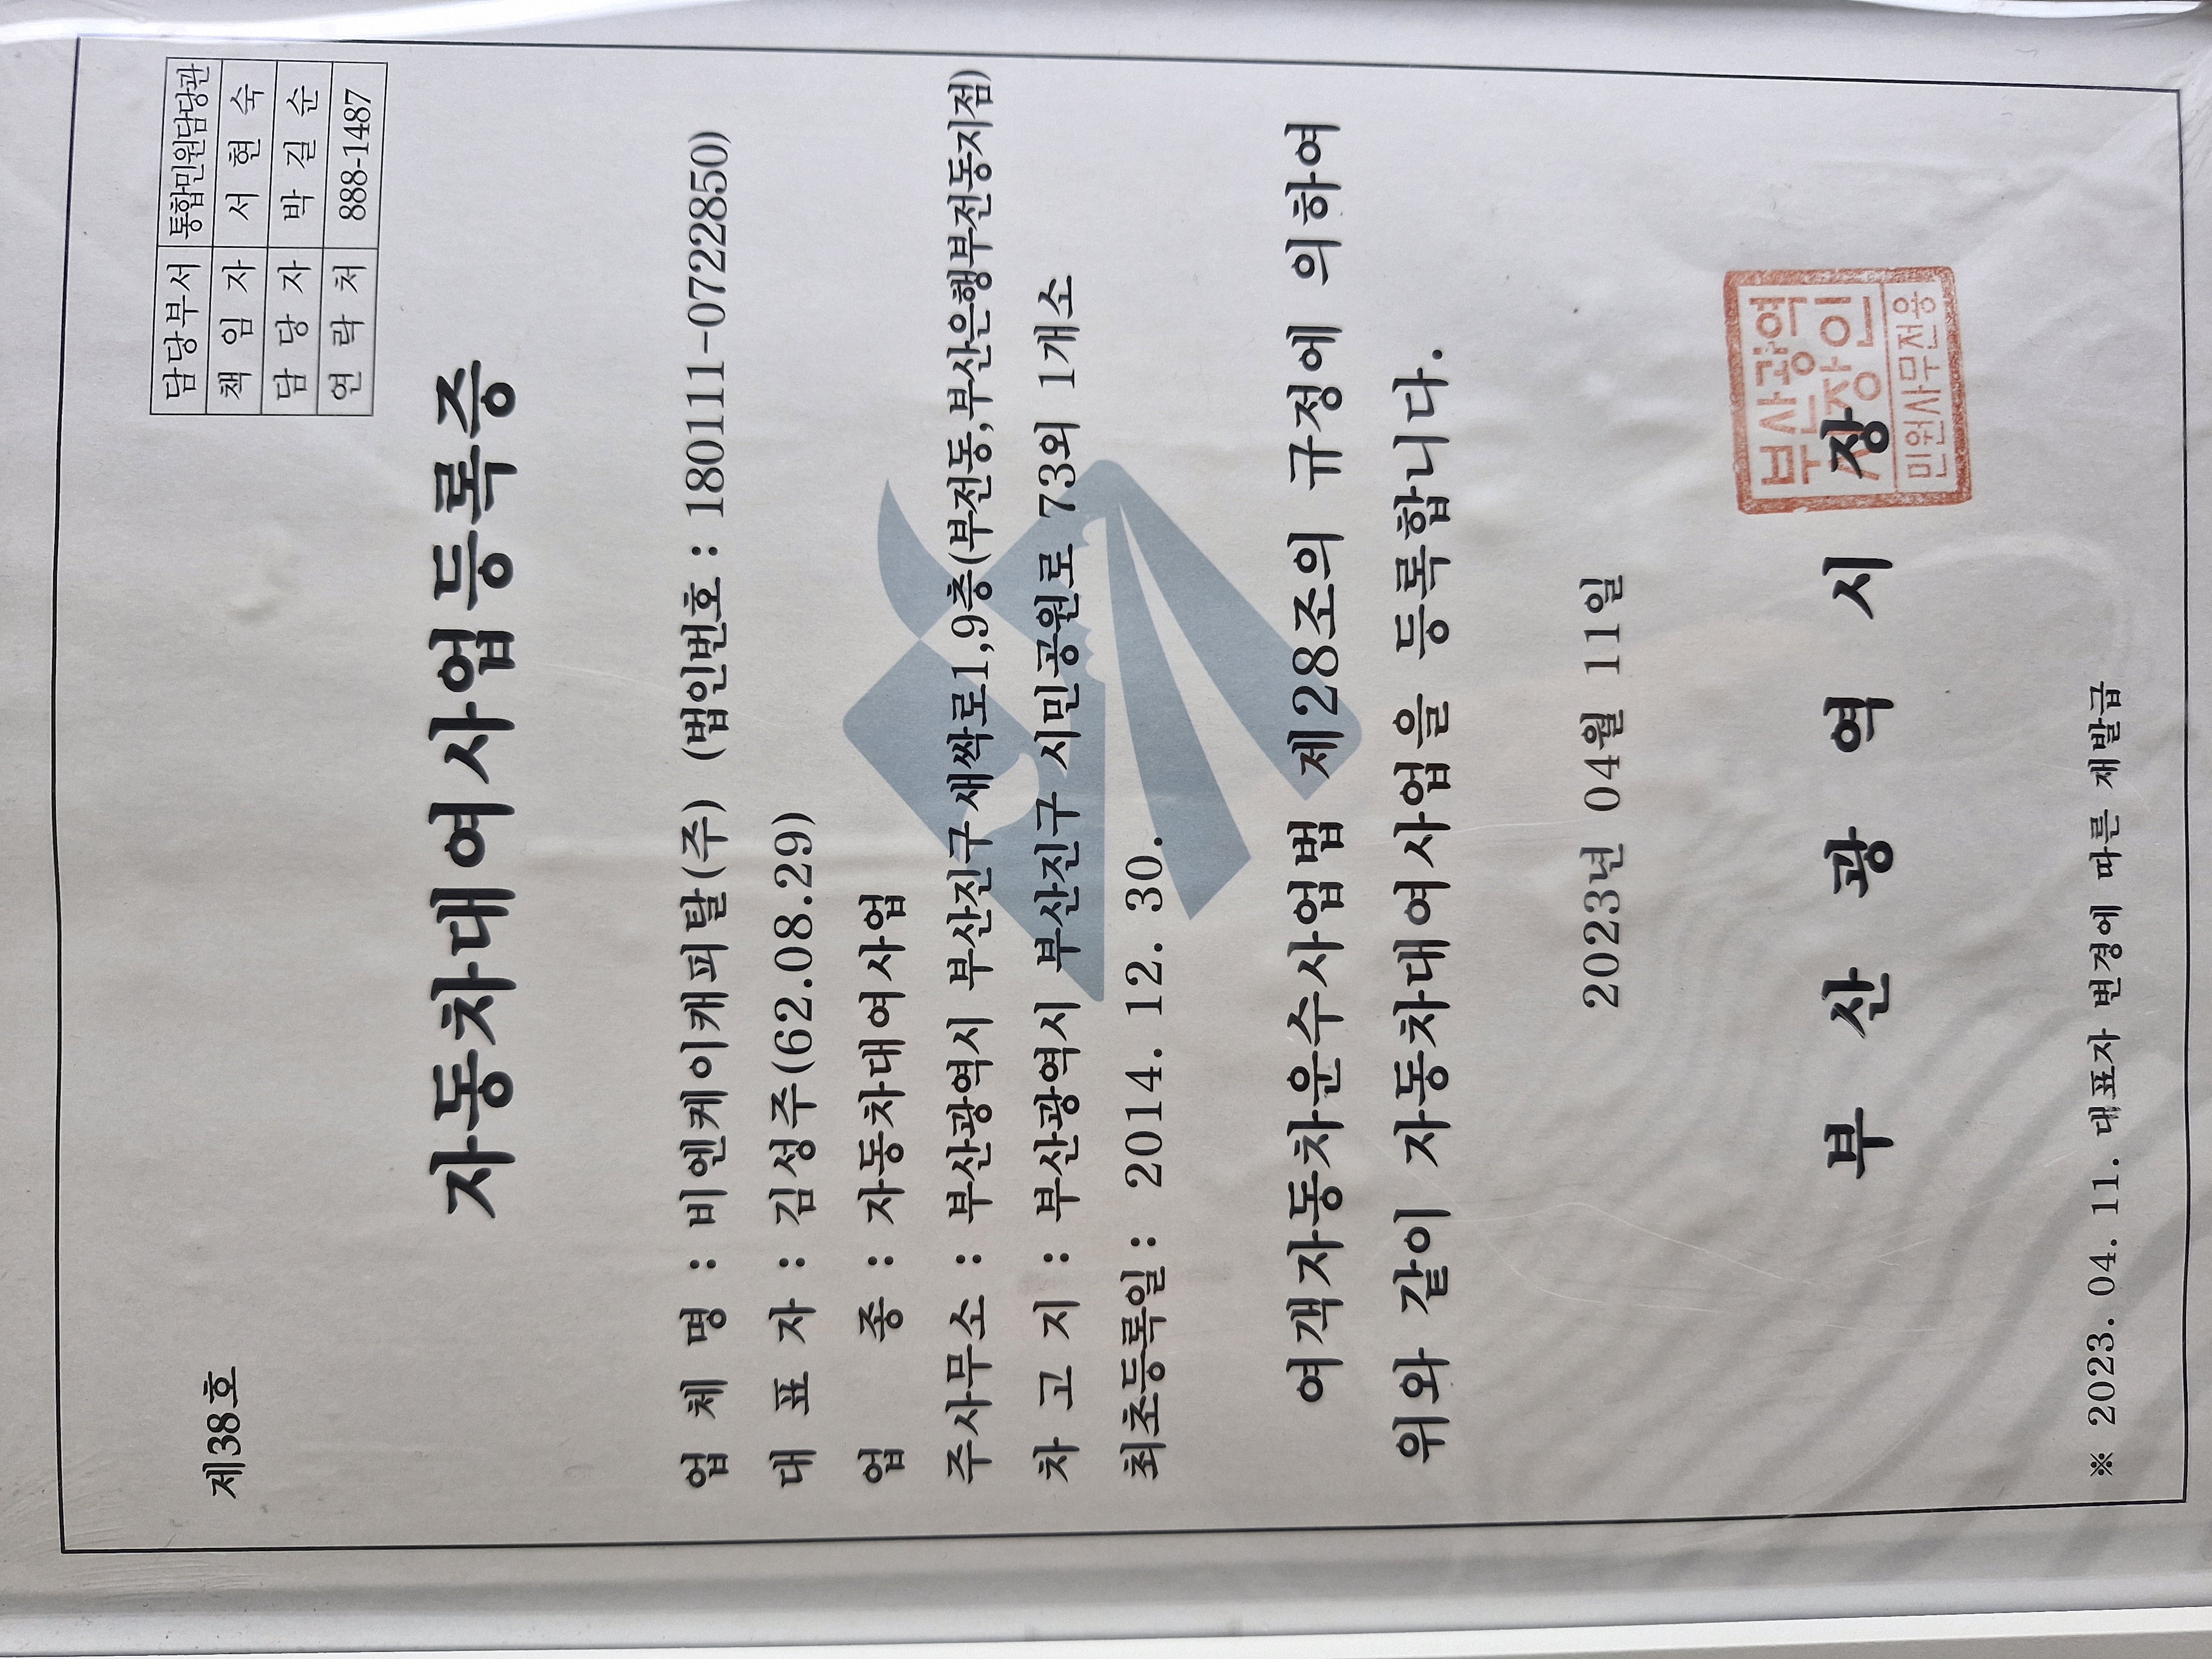 제38호
담당부서 통합민원담당관
책 임 자 서 현 숙
담 당 자 박 길 순
연 락 처 888-1487
자동차대여사업등록증
업 체 명 : 비엔케이캐피탈(주) (법인번호 : 180111-0722850)
대 표 자 : 김성주(62.08.29)
업 종 : 자동차대여사업
주사무소 : 부산광역시 부산진구 새싹로1,9층(부전동,부산은행부전동지점)
차 고 지 : 부산광역시 부산진구 시민공원로 73외 1개소
최초등록일 : 2014. 12. 30.
여객자동차운수사업법 제28조의 규정에 의하여
위와 같이 자동차대여사업을 등록합니다.
2023년 04월 11일
부 산 광 역 시 장
부산광역
시장인
민원사무전용
※ 2023. 04. 11. 대표자 변경에 따른 재발급